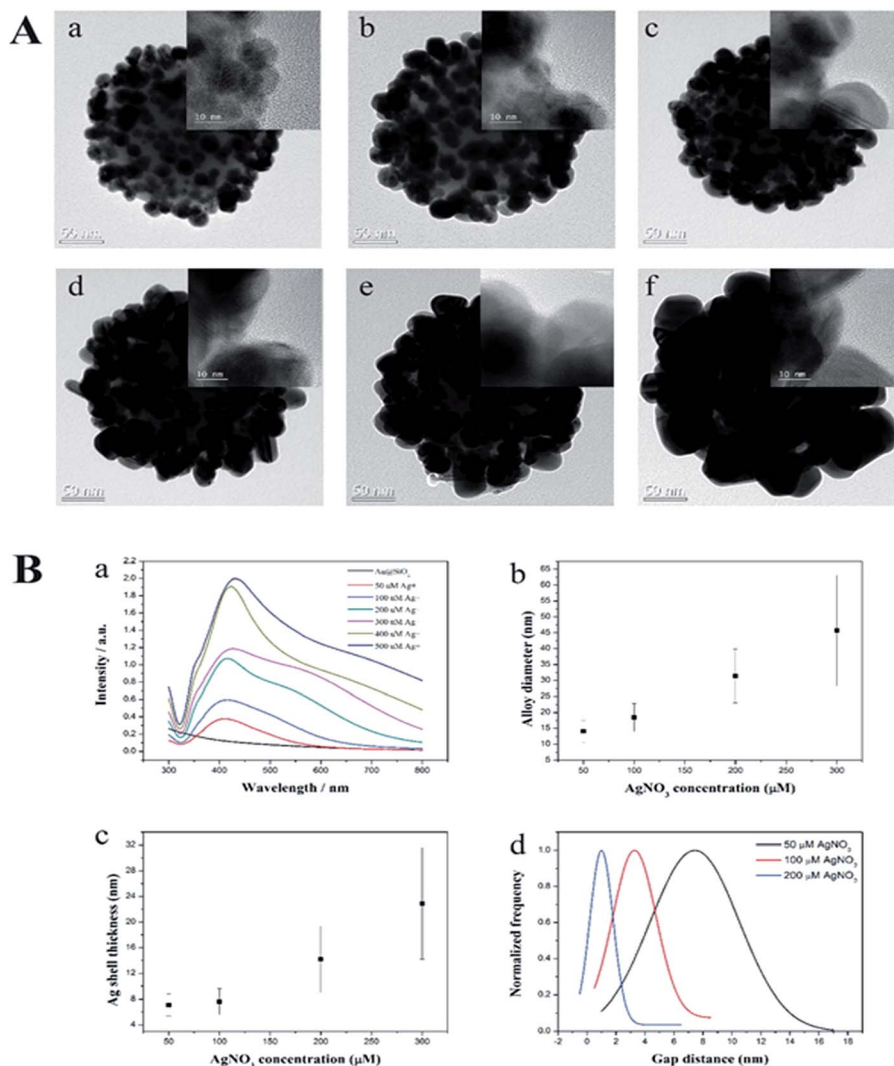 A
a
b
c
10 nm
10 nm
10 nm
50 nm
50 nm
50 nm
d
e
f
10 nm
10 nm
50 nm
50 nm
50 nm
B
a
Intensity / a.u.
2.2
2.0
1.8
1.6
1.4
1.2
1.0
0.8
0.6
0.4
0.2
0.0
300
400
500
600
700
800
Wavelength / nm
Au@SiO2
50 uM Ag+
100 uM Ag+
200 uM Ag+
300 uM Ag+
400 uM Ag+
500 uM Ag+
b
Alloy diameter (nm)
65
60
55
50
45
40
35
30
25
20
15
10
50
100
150
200
250
300
AgNO3 concentration (μM)
c
Ag shell thickness (nm)
32
28
24
20
16
12
8
4
50
100
150
200
250
300
AgNO3 concentration (μM)
d
Normalized frequency
1.0
0.8
0.6
0.4
0.2
0.0
-2
0
2
4
6
8
10
12
14
16
18
Gap distance (nm)
50 μM AgNO3
100 μM AgNO3
200 μM AgNO3